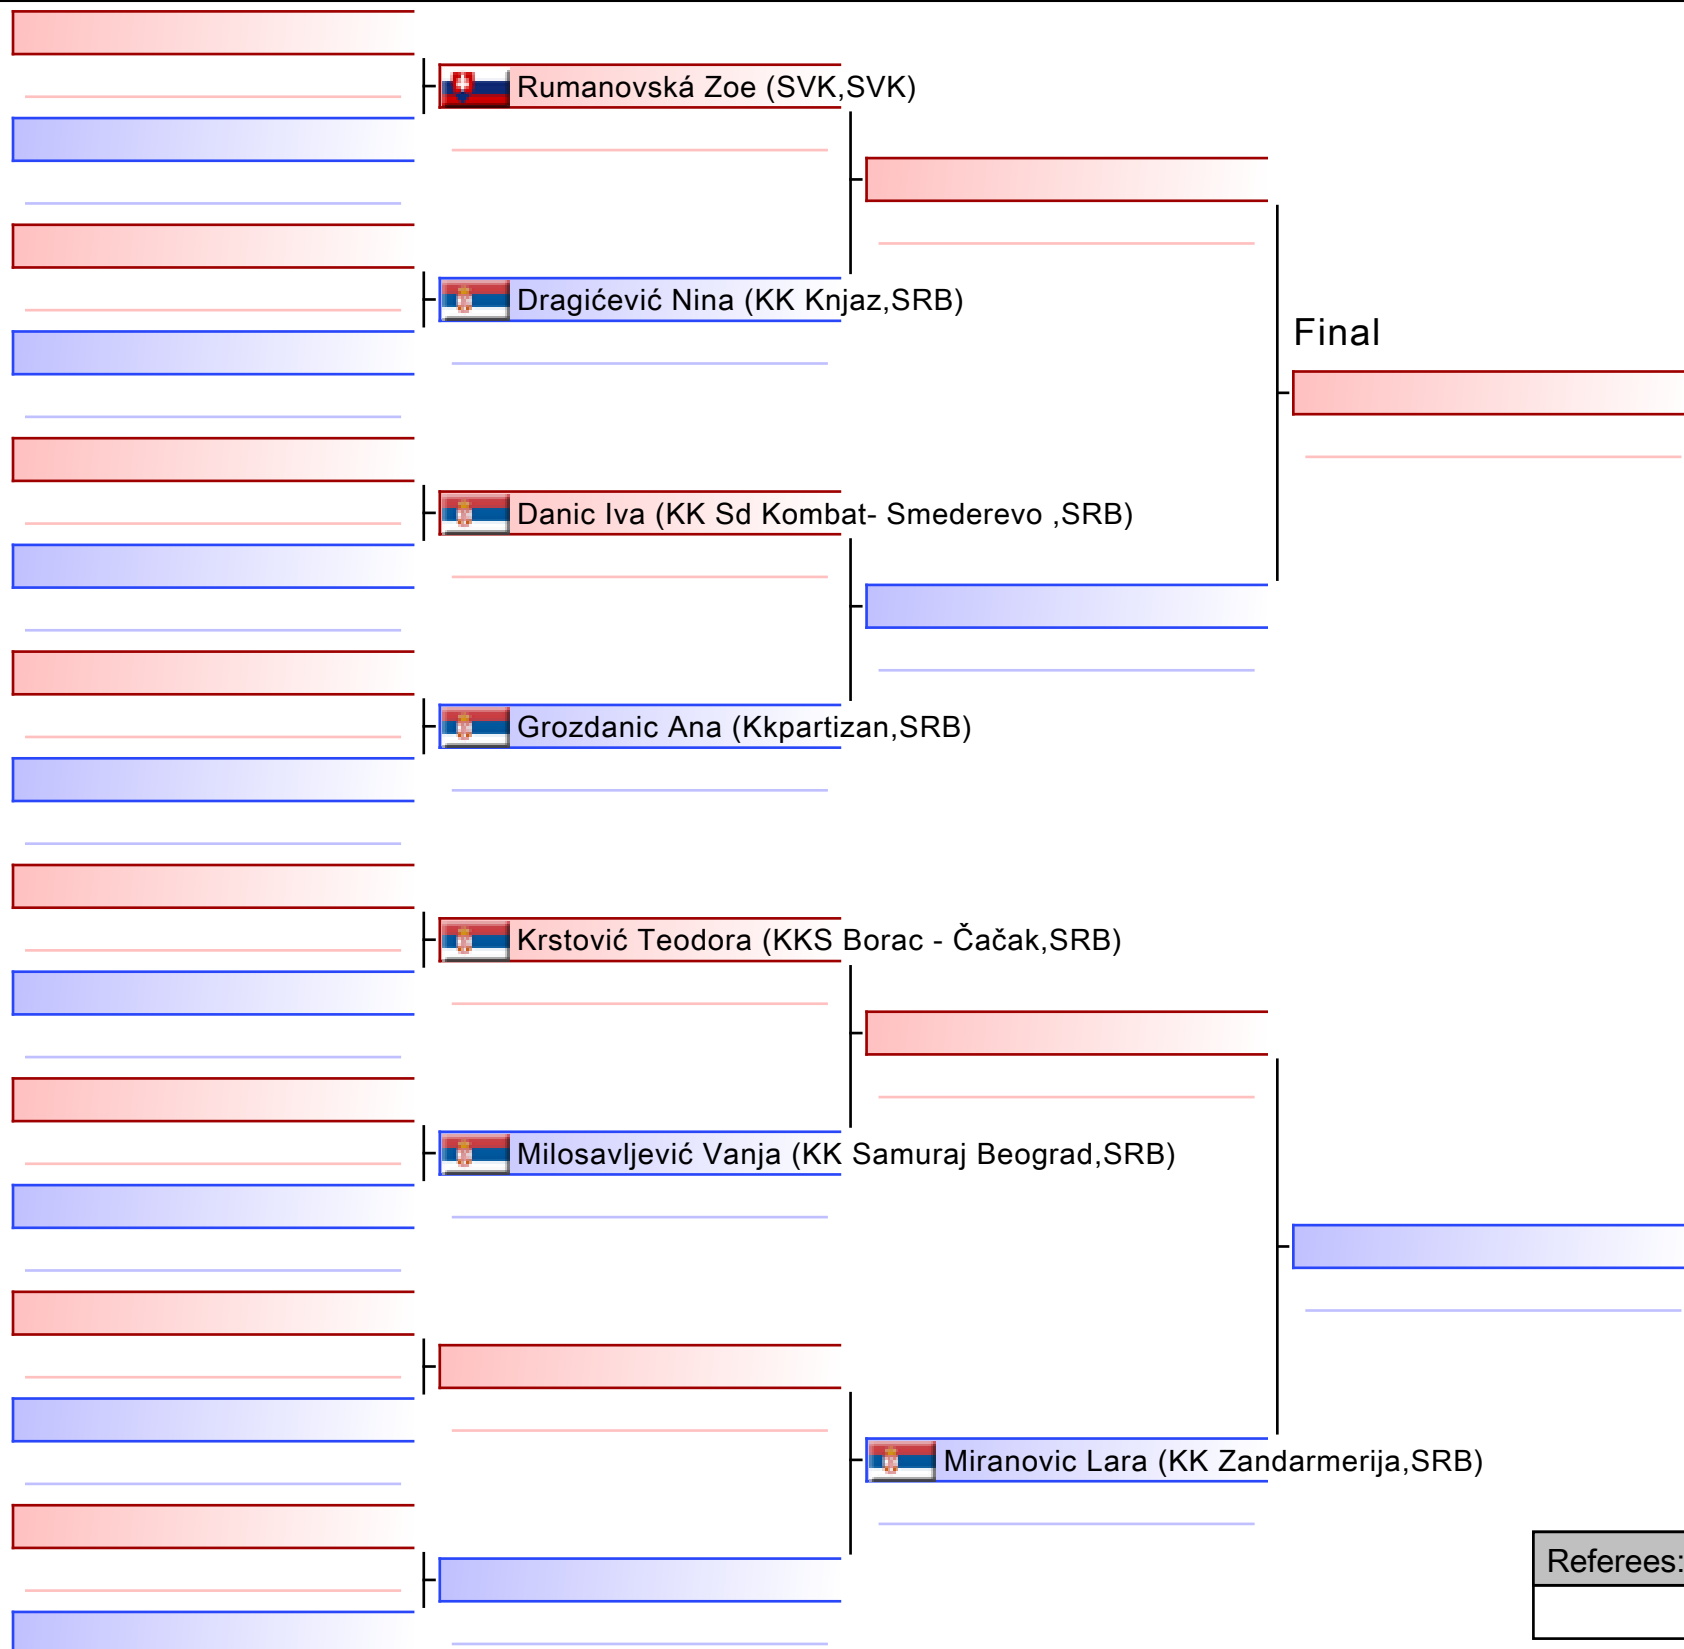 Rumanovská Zoe (SVK,SVK)
Dragićević Nina (KK Knjaz,SRB)
Final
Danic Iva (KK Sd Kombat- Smederevo ,SRB)
Grozdanic Ana (Kkpartizan,SRB)
Krstović Teodora (KKS Borac - Čačak,SRB)
Milosavljević Vanja (KK Samuraj Beograd,SRB)
Miranovic Lara (KK Zandarmerija,SRB)
Referees: